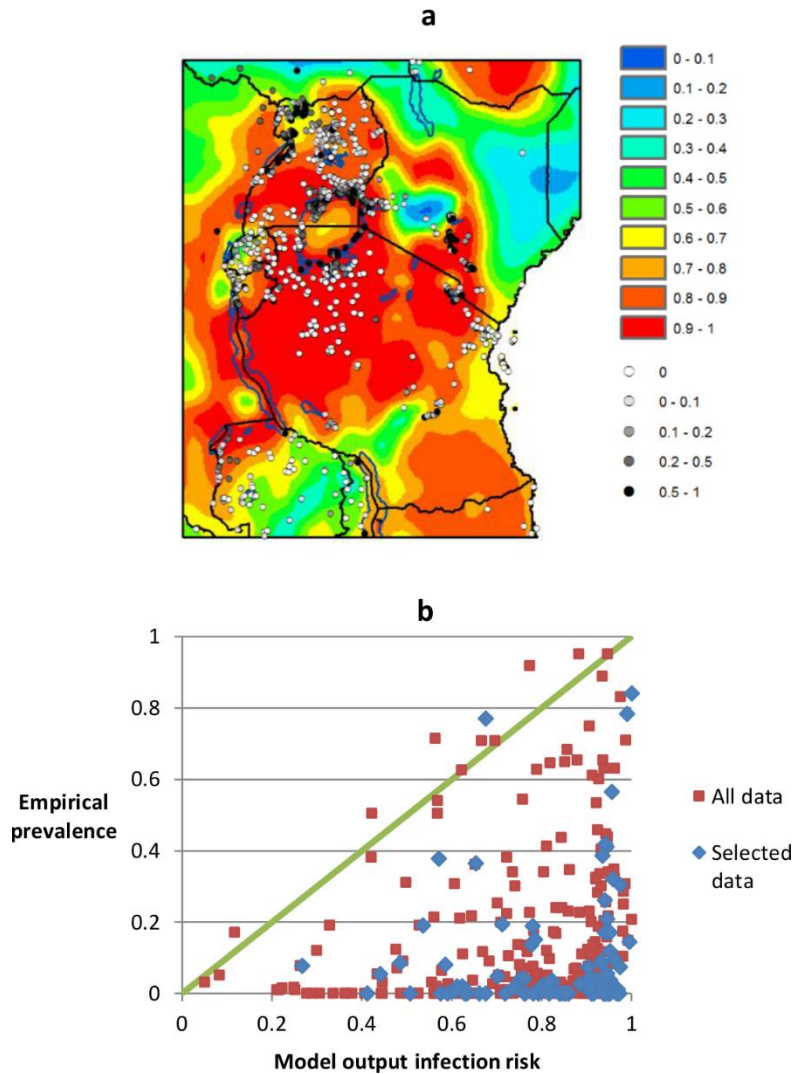 a
0 - 0.1
0.1 - 0.2
0.2 - 0.3
0.3 - 0.4
0.4 - 0.5
0.5 - 0.6
0.6 - 0.7
0.7 - 0.8
0.8 - 0.9
0.9 - 1
0
0 - 0.1
0.1 - 0.2
0.2 - 0.5
0.5 - 1
b
1
0.8
0.6
0.4
0.2
0
Empirical
prevalence
0 0.2 0.4 0.6 0.8 1
Model output infection risk
All data
Selected
data